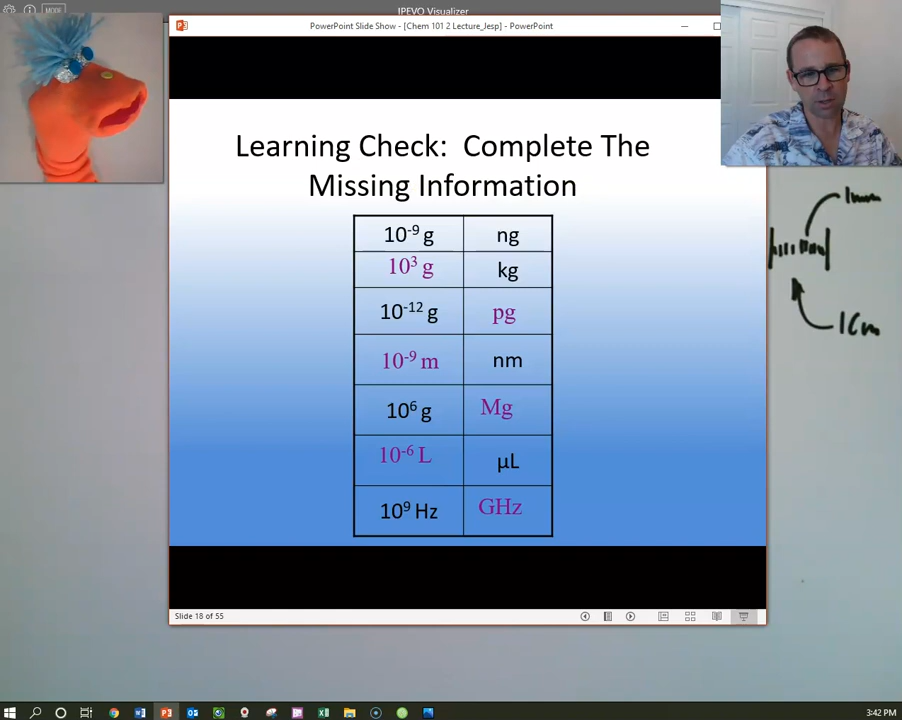 IPEVO Visualizer
MODE
PowerPoint Slide Show - [Chem 101 2 Lecture_Jesp] - PowerPoint
Learning Check: Complete The
Missing Information
10⁻⁹ g ng
10³ g kg
10⁻¹² g pg
10⁻⁹ m nm
10⁶ g Mg
10⁻⁶ L µL
10⁹ Hz GHz
1mm
1cm
Slide 18 of 55
3:42 PM